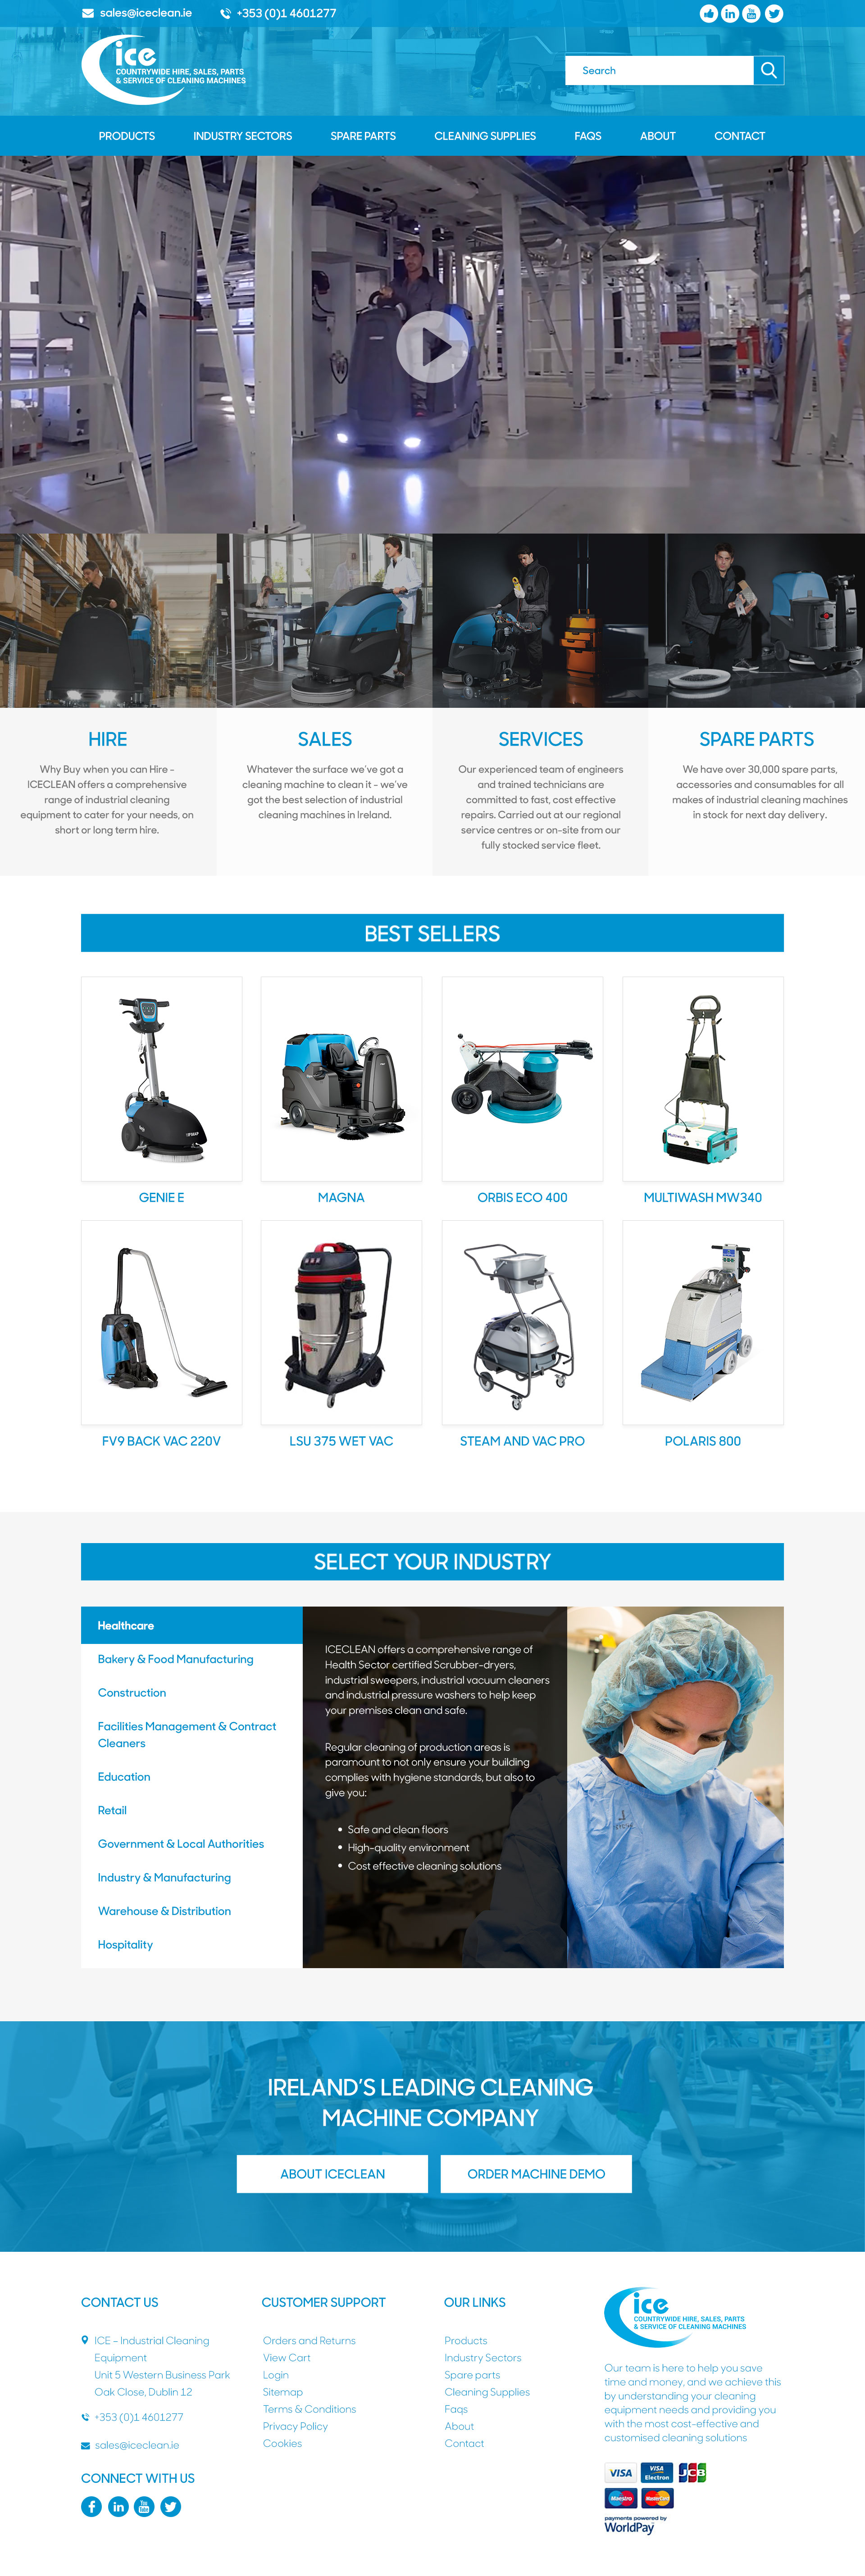 sales@iceclean.ie
+353 (0)1 4601277
ice
COUNTRYWIDE HIRE, SALES, PARTS
& SERVICE OF CLEANING MACHINES
Search
PRODUCTS INDUSTRY SECTORS SPARE PARTS CLEANING SUPPLIES FAQS ABOUT CONTACT
HIRE
Why Buy when you can Hire -
ICECLEAN offers a comprehensive
range of industrial cleaning
equipment to cater for your needs, on
short or long term hire.
SALES
Whatever the surface we've got a
cleaning machine to clean it - we've
got the best selection of industrial
cleaning machines in Ireland.
SERVICES
Our experienced team of engineers
and trained technicians are
committed to fast, cost effective
repairs. Carried out at our regional
service centres or on-site from our
fully stocked service fleet.
SPARE PARTS
We have over 30,000 spare parts,
accessories and consumables for all
makes of industrial cleaning machines
in stock for next day delivery.
BEST SELLERS
GENIE E
MAGNA
ORBIS ECO 400
MULTIWASH MW340
FV9 BACK VAC 220V
LSU 375 WET VAC
STEAM AND VAC PRO
POLARIS 800
SELECT YOUR INDUSTRY
Healthcare
Bakery & Food Manufacturing
Construction
Facilities Management & Contract
Cleaners
Education
Retail
Government & Local Authorities
Industry & Manufacturing
Warehouse & Distribution
Hospitality
ICECLEAN offers a comprehensive range of
Health Sector certified Scrubber-dryers,
industrial sweepers, industrial vacuum cleaners
and industrial pressure washers to help keep
your premises clean and safe.
Regular cleaning of production areas is
paramount to not only ensure your building
complies with hygiene standards, but also to
give you:
• Safe and clean floors
• High-quality environment
• Cost effective cleaning solutions
IRELAND'S LEADING CLEANING
MACHINE COMPANY
ABOUT ICECLEAN
ORDER MACHINE DEMO
CONTACT US
ICE - Industrial Cleaning
Equipment
Unit 5 Western Business Park
Oak Close, Dublin 12
+353 (0)1 4601277
sales@iceclean.ie
CONNECT WITH US
CUSTOMER SUPPORT
Orders and Returns
View Cart
Login
Sitemap
Terms & Conditions
Privacy Policy
Cookies
OUR LINKS
Products
Industry Sectors
Spare parts
Cleaning Supplies
Faqs
About
Contact
ice
COUNTRYWIDE HIRE, SALES, PARTS
& SERVICE OF CLEANING MACHINES
Our team is here to help you save
time and money, and we achieve this
by understanding your cleaning
equipment needs and providing you
with the most cost-effective and
customised cleaning solutions
VISA VISA Electron JCB
Maestro MasterCard
payments powered by
WorldPay